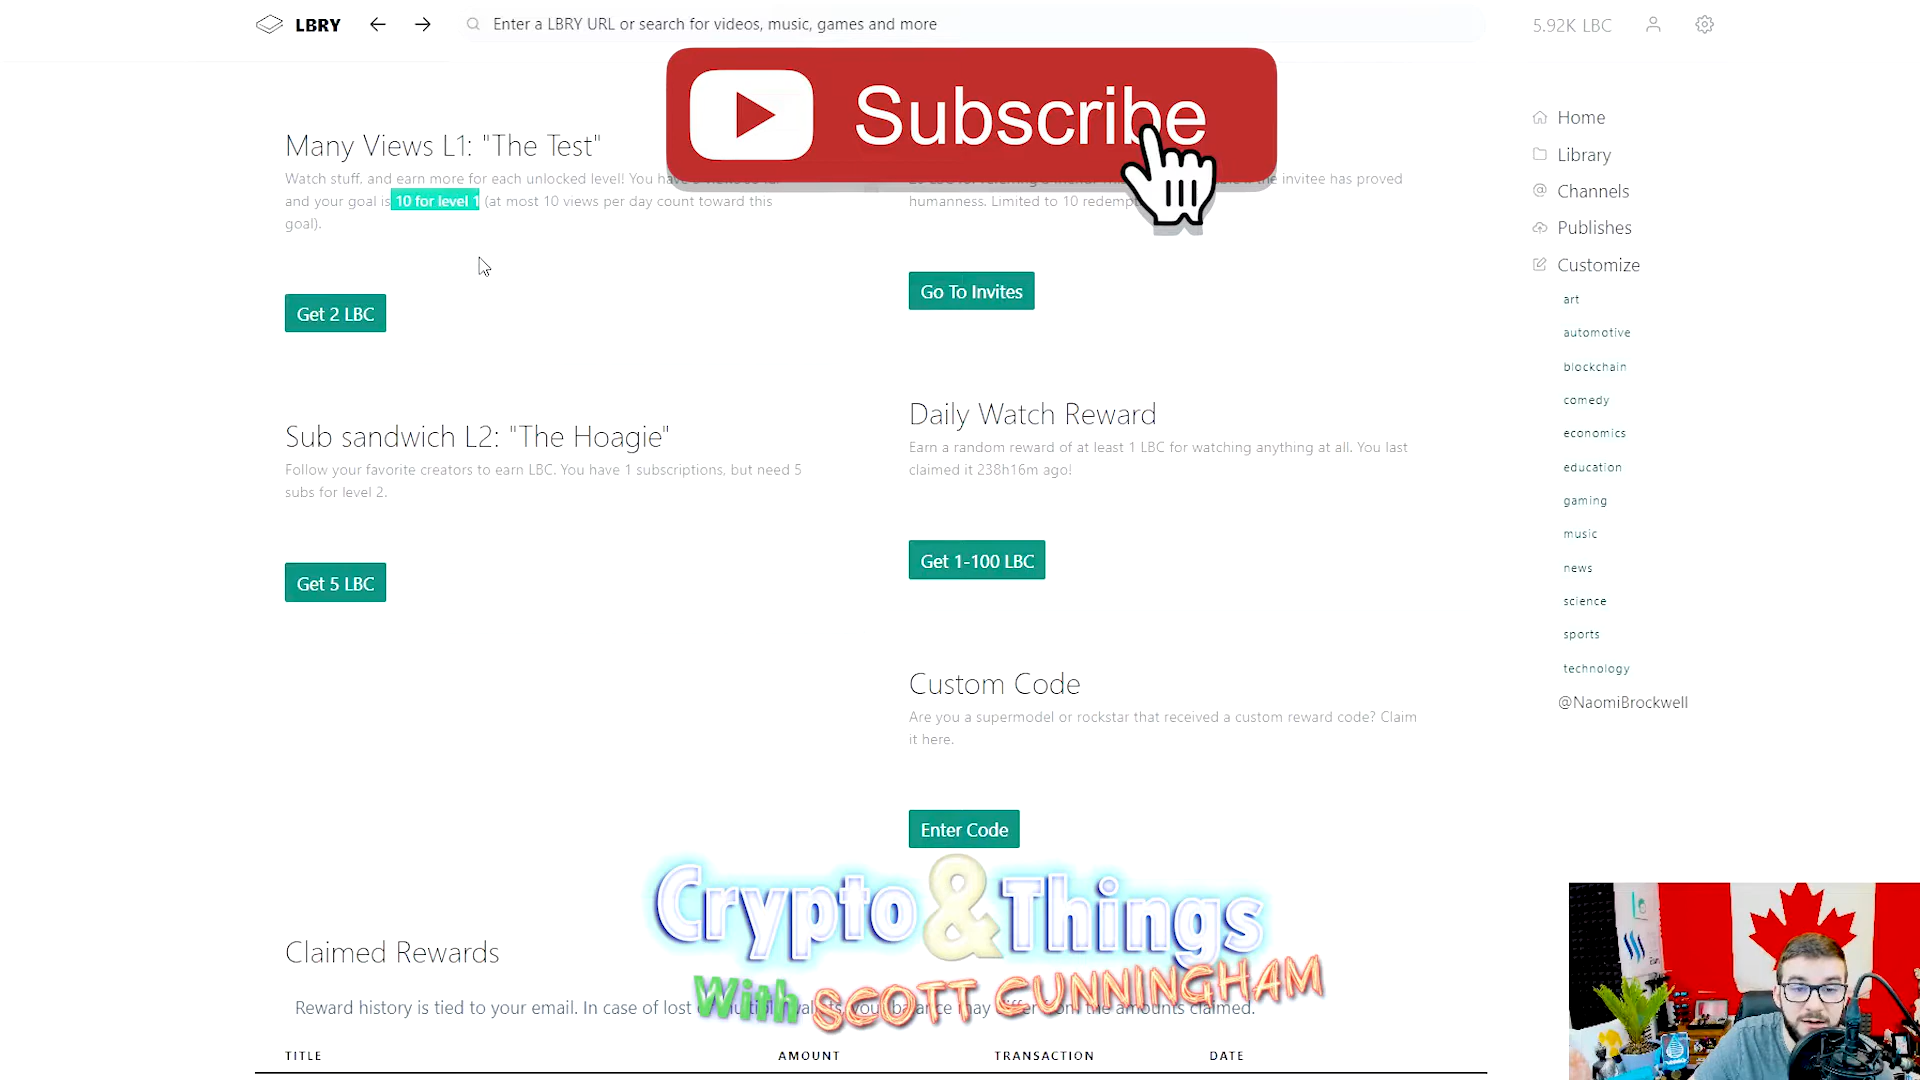 LBRY
Enter a LBRY URL or search for videos, music, games and more
5.92K LBC
Subscribe
Many Views L1: "The Test"
Watch stuff, and earn more for each unlocked level! You
and your goal is 10 for level 1 (at most 10 views per day count toward this
goal).
Get 2 LBC
the invitee has proved
humanness. Limited to 10
Go To Invites
Sub sandwich L2: "The Hoagie"
Follow your favorite creators to earn LBC. You have 1 subscriptions, but need 5
subs for level 2.
Get 5 LBC
Daily Watch Reward
Earn a random reward of at least 1 LBC for watching anything at all. You last
claimed it 238h16m ago!
Get 1-100 LBC
Custom Code
Are you a supermodel or rockstar that received a custom reward code? Claim
it here.
Enter Code
Home
Library
Channels
Publishes
Customize
art
automotive
blockchain
comedy
economics
education
gaming
music
news
science
sports
technology
@NaomiBrockwell
Crypto & Things
With SCOTT CUNNINGHAM
Claimed Rewards
Reward history is tied to your email. In case of lost your balance may differ from the amounts claimed.
TITLE AMOUNT TRANSACTION DATE